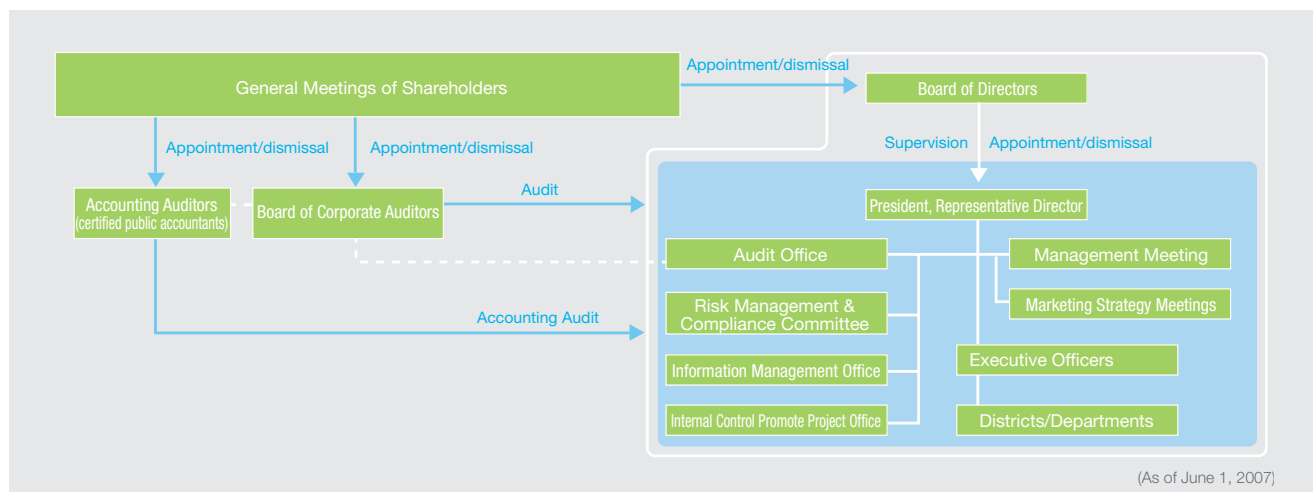 General Meetings of Shareholders
Appointment/dismissal
Board of Directors
Appointment/dismissal
Appointment/dismissal
Supervision
Appointment/dismissal
Accounting Auditors
(certified public accountants)
Board of Corporate Auditors
Audit
President, Representative Director
Audit Office
Management Meeting
Risk Management &
Compliance Committee
Marketing Strategy Meetings
Accounting Audit
Information Management Office
Executive Officers
Internal Control Promote Project Office
Districts/Departments
(As of June 1, 2007)